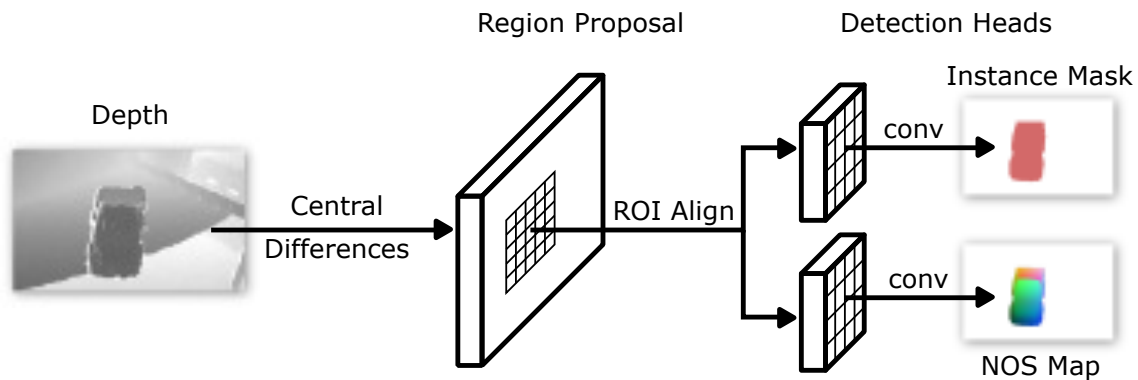 Region Proposal
Detection Heads
Instance Mask
Depth
conv
Central
Differences
ROI Align
conv
NOS Map